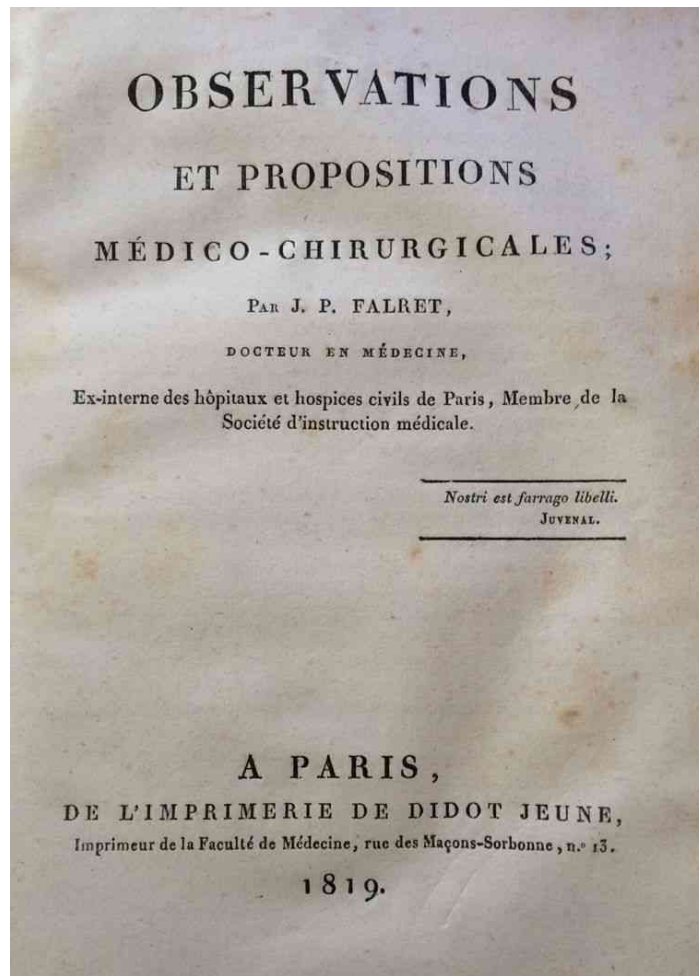 OBSERVATIONS
ET PROPOSITIONS
MÉDICO-CHIRURGICALES;
PAR J. P. FALRET,
DOCTEUR EN MÉDECINE,
Ex-interne des hôpitaux et hospices civils de Paris, Membre de la
Société d'instruction médicale.
Nostri est farrago libelli.
JUVENAL.
A PARIS,
DE L'IMPRIMERIE DE DIDOT JEUNE,
Imprimeur de la Faculté de Médecine, rue des Maçons-Sorbonne, n.º 13.
1819.